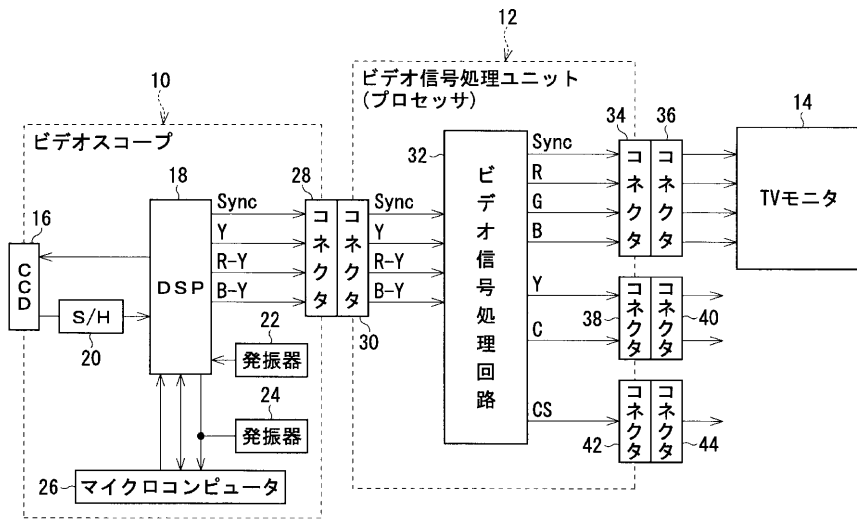 12
ビデオ信号処理ユニット
(プロセッサ)
10
ビデオスコープ
14
34
36
18
32
Sync
R
G
B
コネクタ
コネクタ
TVモニタ
28
Sync
Y
R-Y
B-Y
コネクタ
コネクタ
Sync
Y
R-Y
B-Y
30
16
CCD
DSP
S/H
20
ビデオ信号処理回路
Y
C
38
コネクタ
コネクタ
40
22
発振器
24
発振器
CS
42
コネクタ
コネクタ
44
26
マイクロコンピュータ